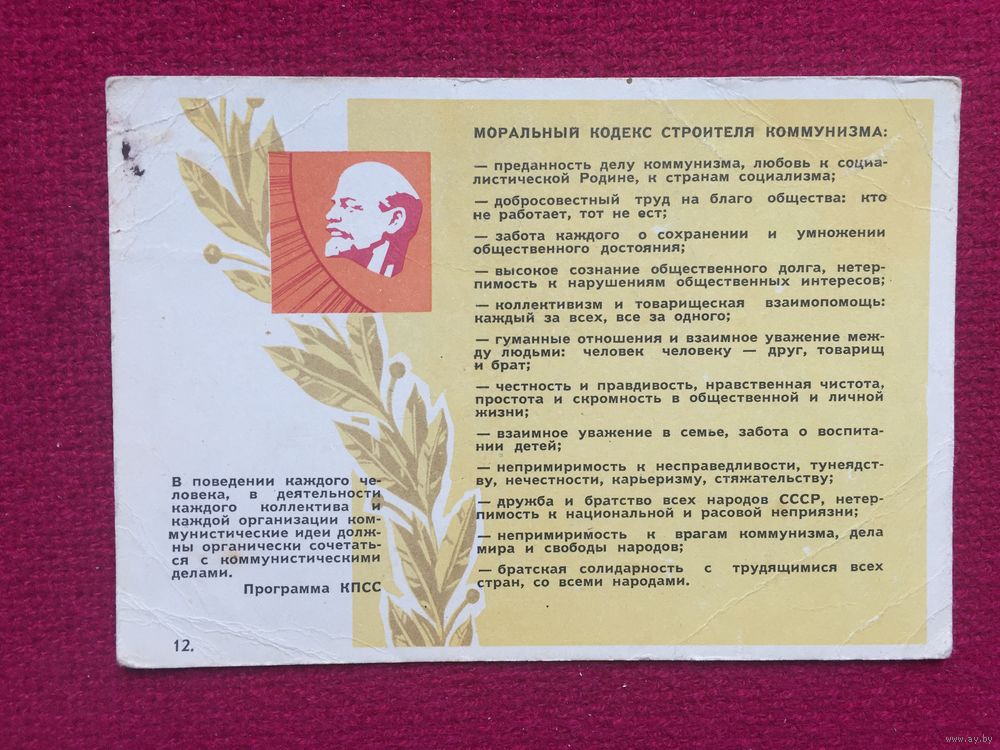 МОРАЛЬНЫЙ КОДЕКС СТРОИТЕЛЯ КОММУНИЗМА:
— преданность делу коммунизма, любовь к социа-
листической Родине, к странам социализма;
— добросовестный труд на благо общества: кто
не работает, тот не ест;
— забота каждого о сохранении и умножении
общественного достояния;
— высокое сознание общественного долга, нетер-
пимость к нарушениям общественных интересов;
— коллективизм и товарищеская взаимопомощь:
каждый за всех, все за одного;
— гуманные отношения и взаимное уважение меж-
ду людьми: человек человеку — друг, товарищ
и брат;
— честность и правдивость, нравственная чистота,
простота и скромность в общественной и личной
жизни;
— взаимное уважение в семье, забота о воспита-
нии детей;
— непримиримость к несправедливости, тунеядст-
ву, нечестности, карьеризму, стяжательству;
— дружба и братство всех народов СССР, нетер-
пимость к национальной и расовой неприязни;
— непримиримость к врагам коммунизма, дела
мира и свободы народов;
— братская солидарность с трудящимися всех
стран, со всеми народами.
В поведении каждого че-
ловека, в деятельности
каждого коллектива и
каждой организации ком-
мунистические идеи долж-
ны органически сочетать-
ся с коммунистическими
делами.
Программа КПСС
12.
www.ay.by